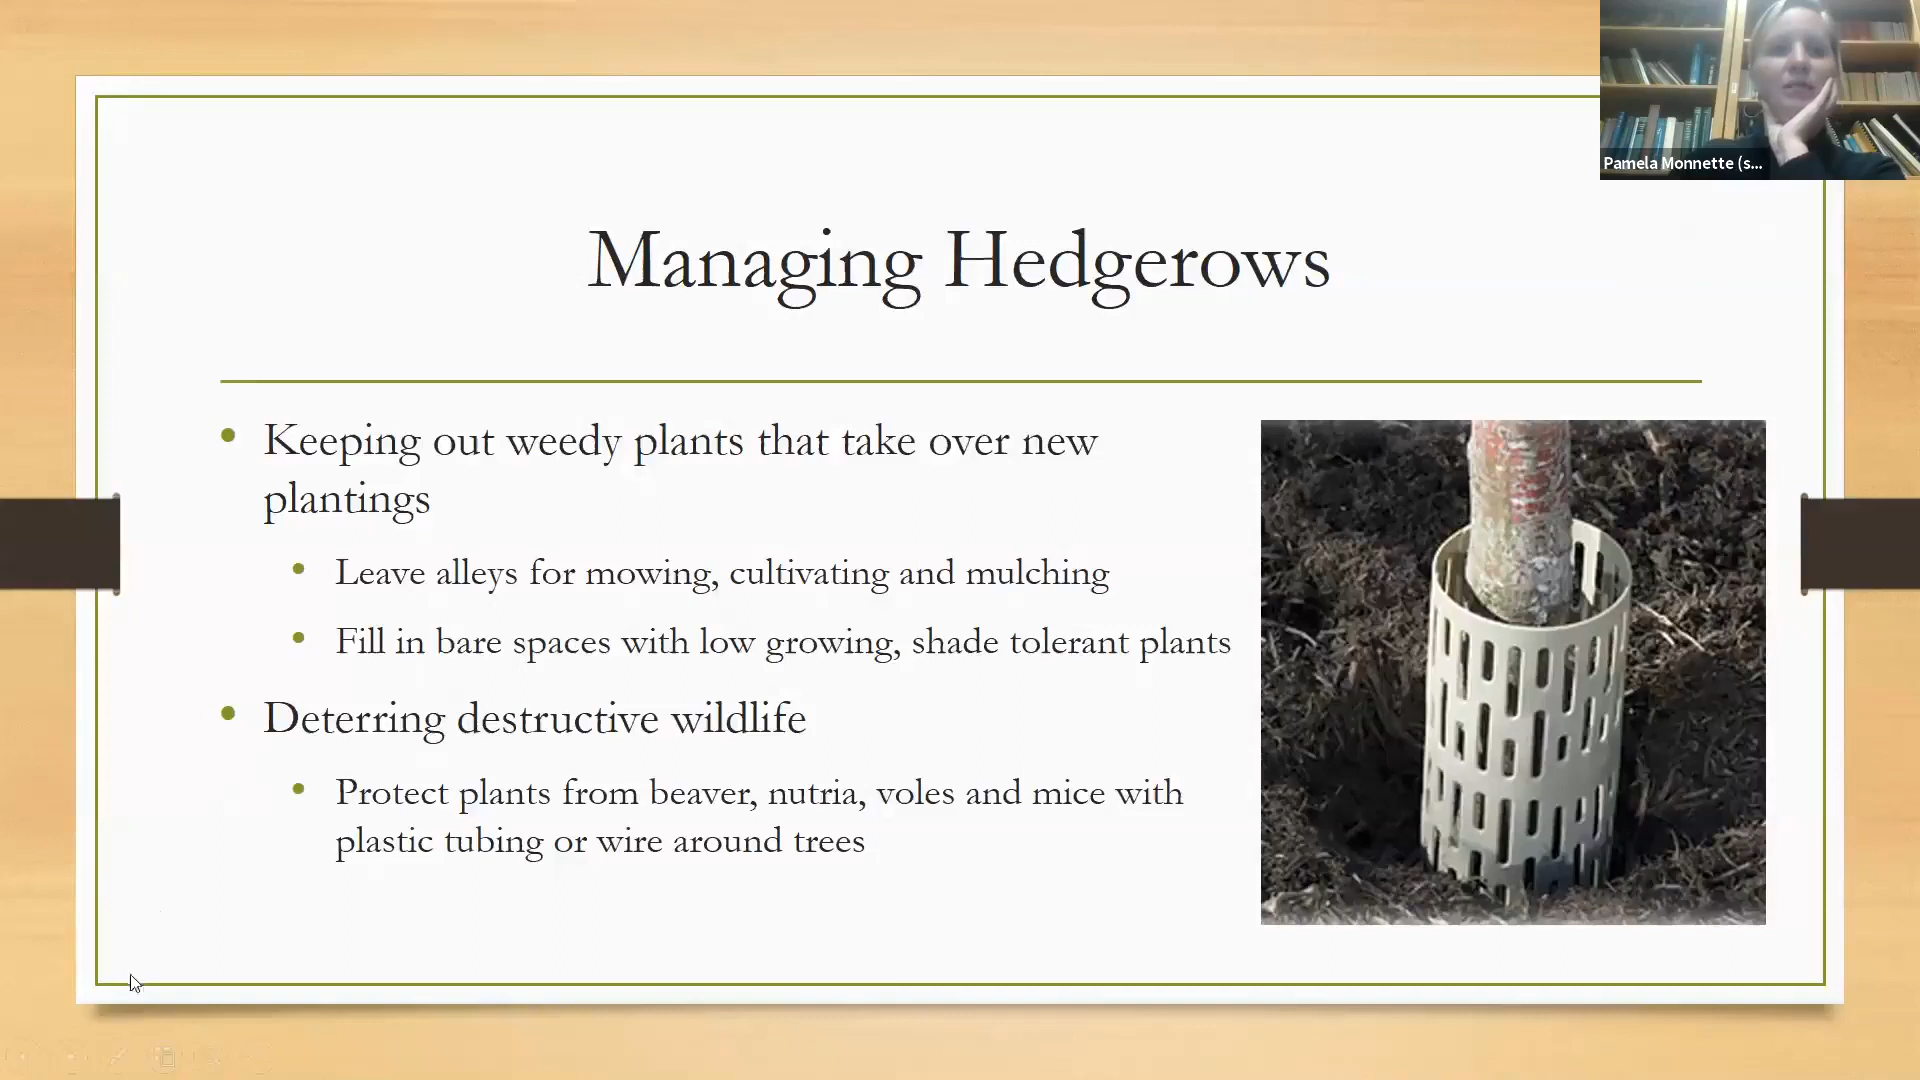 Pamela Monnette (s...
Managing Hedgerows
Keeping out weedy plants that take over new
plantings
Leave alleys for mowing, cultivating and mulching
Fill in bare spaces with low growing, shade tolerant plants
Deterring destructive wildlife
Protect plants from beaver, nutria, voles and mice with
plastic tubing or wire around trees